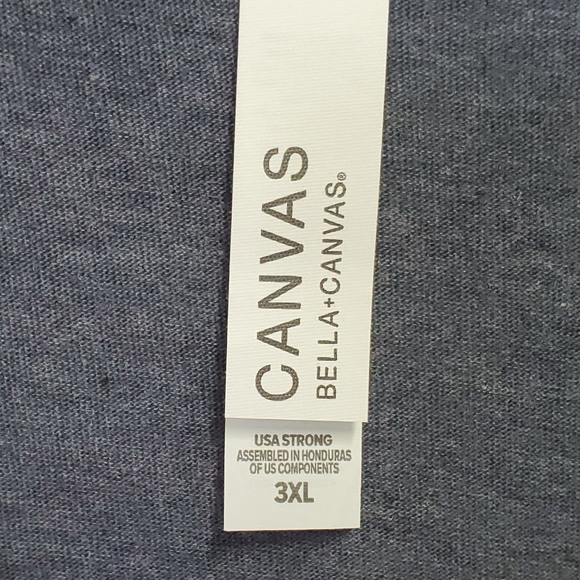 CANVAS
BELLA+CANVAS®
USA STRONG
ASSEMBLED IN HONDURAS
OF US COMPONENTS
3XL